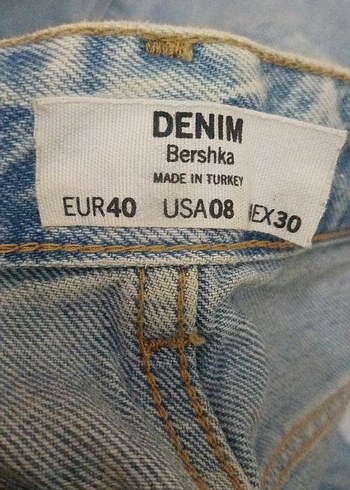 DENIM
Bershka
MADE IN TURKEY
EUR40 USA08 MEX30